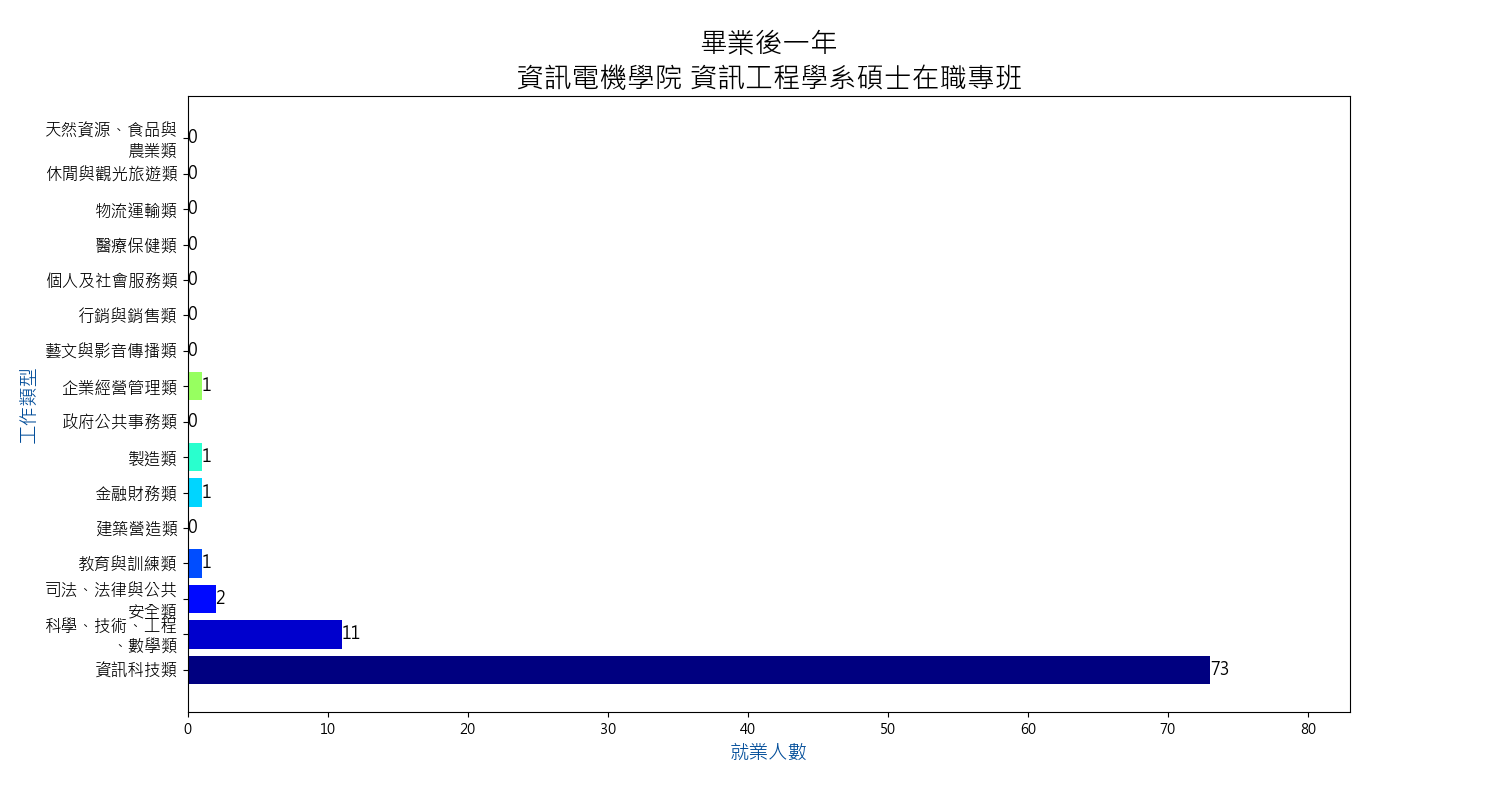 畢業後一年
資訊電機學院 資訊工程學系碩士在職專班
工作類型
天然資源、食品與
農業類
0
休閒與觀光旅遊類
0
物流運輸類
0
醫療保健類
0
個人及社會服務類
0
行銷與銷售類
0
藝文與影音傳播類
0
企業經營管理類
1
政府公共事務類
0
製造類
1
金融財務類
1
建築營造類
0
教育與訓練類
1
司法、法律與公共
安全類
2
科學、技術、工程
、數學類
11
資訊科技類
73
0 10 20 30 40 50 60 70 80
就業人數